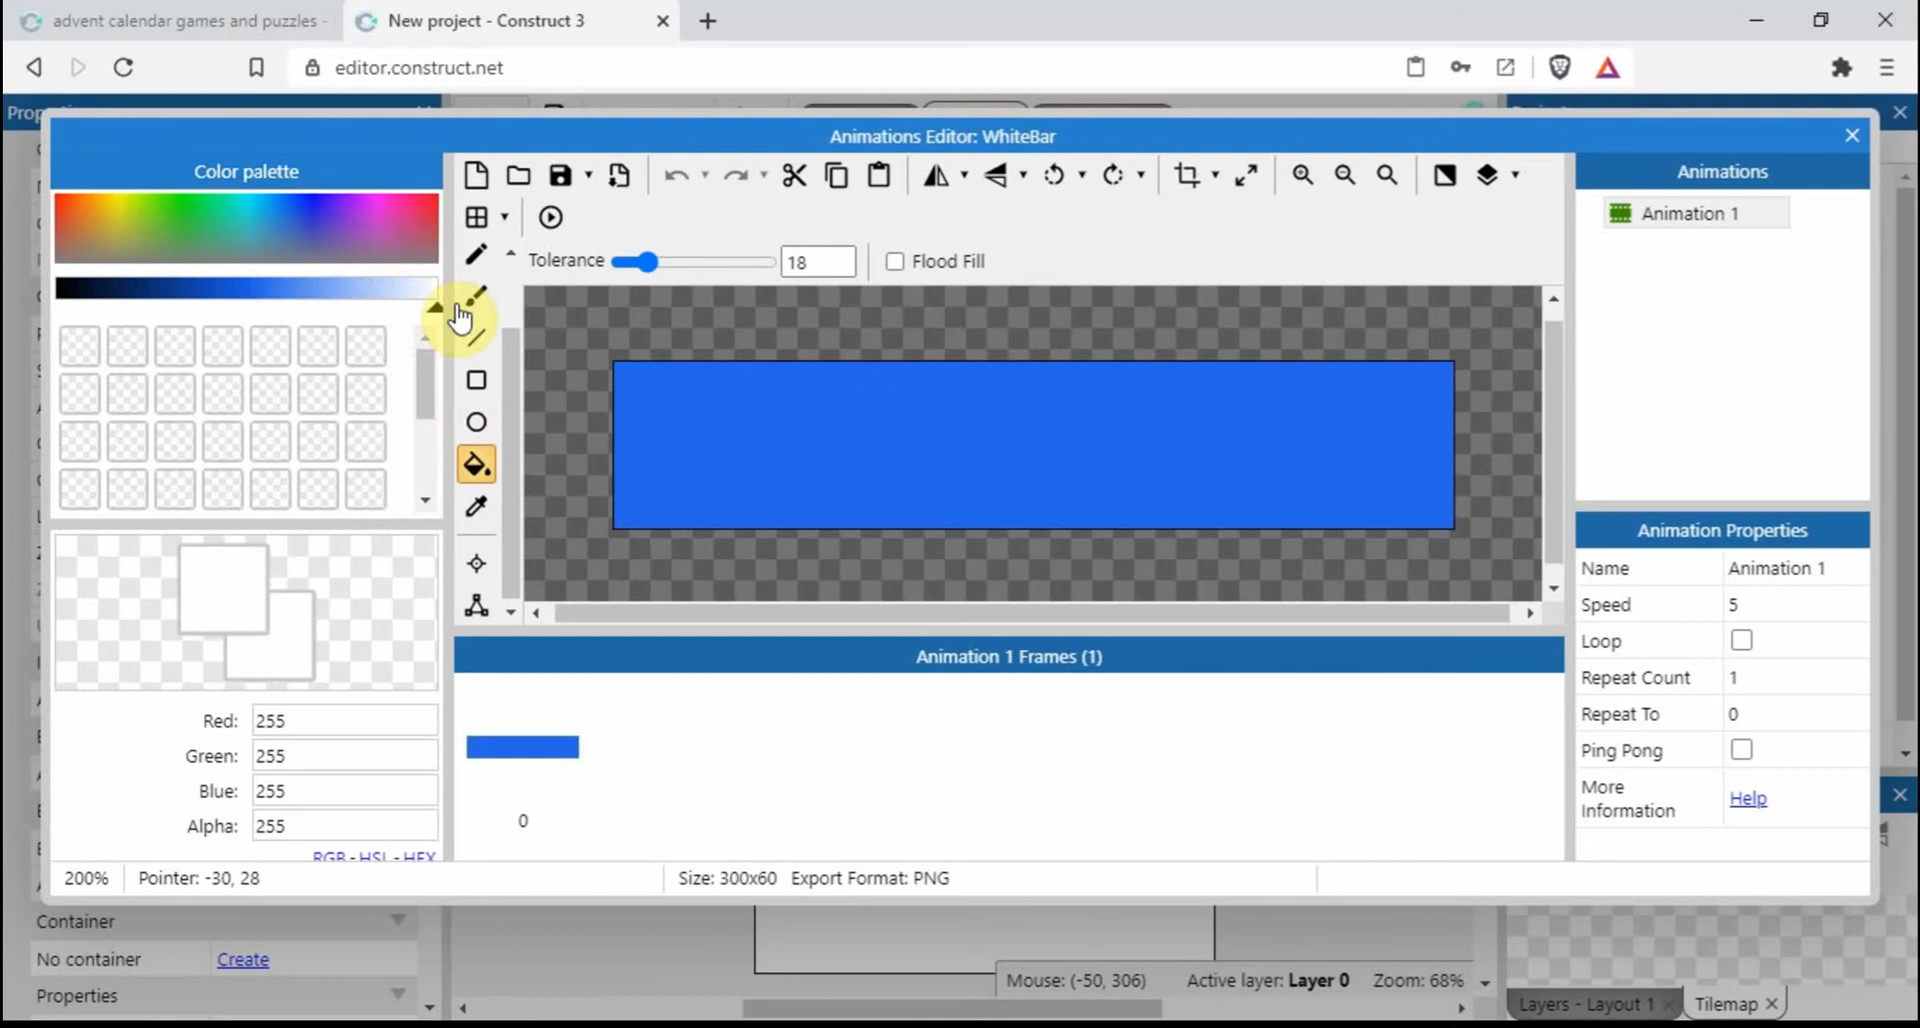 advent calendar games and puzzles -
New project - Construct 3
editor.construct.net
Animations Editor: WhiteBar
Color palette
Animations
Animation 1
Tolerance 18 Flood Fill
Animation Properties
Name Animation 1
Speed 5
Loop
Repeat Count 1
Repeat To 0
Ping Pong
More Information Help
Animation 1 Frames (1)
0
Red: 255
Green: 255
Blue: 255
Alpha: 255
RGB - HSL - HEX
200% Pointer: -30, 28 Size: 300x60 Export Format: PNG
Container
No container Create
Properties
Mouse: (-50, 306) Active layer: Layer 0 Zoom: 68%
Layers - Layout 1 Tilemap